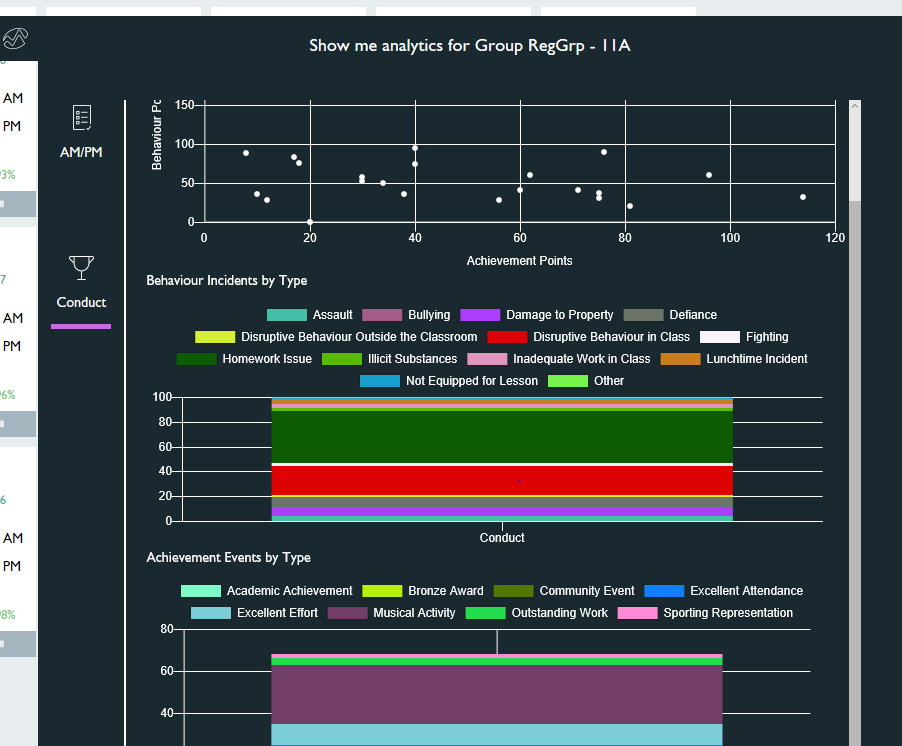 Show me analytics for Group RegGrp - 11A
AM
PM
93%
AM/PM
Conduct
7
AM
PM
96%
6
AM
PM
98%
Behaviour Po
150
100
50
0
0 20 40 60 80 100 120
Achievement Points
Behaviour Incidents by Type
Assault Bullying Damage to Property Defiance
Disruptive Behaviour Outside the Classroom Disruptive Behaviour in Class Fighting
Homework Issue Illicit Substances Inadequate Work in Class Lunchtime Incident
Not Equipped for Lesson Other
100
80
60
40
20
0
Conduct
Achievement Events by Type
Academic Achievement Bronze Award Community Event Excellent Attendance
Excellent Effort Musical Activity Outstanding Work Sporting Representation
80
60
40